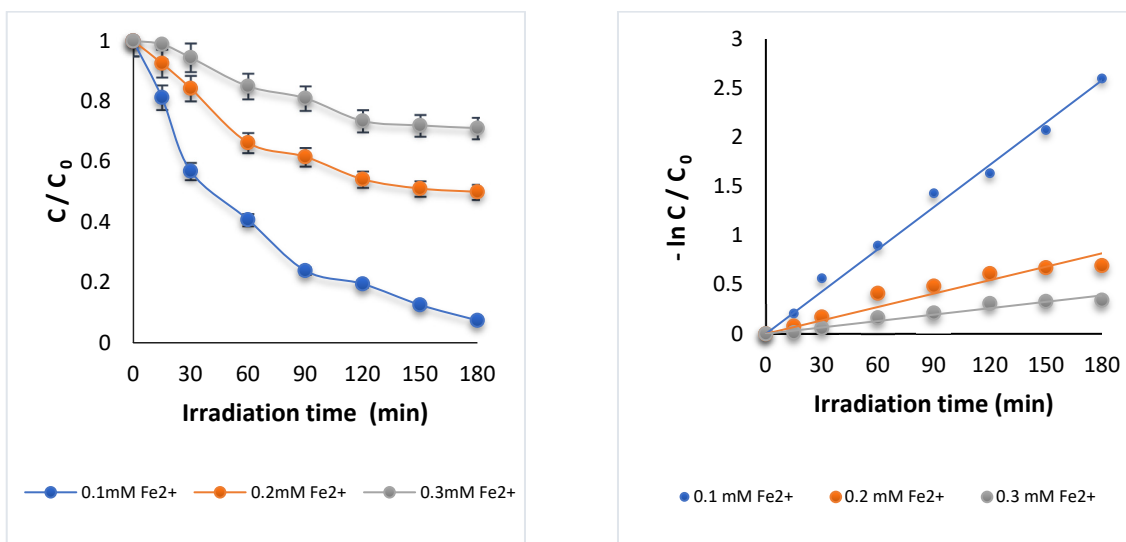 1
0.8
0.6
0.4
0.2
0
C / C0
0 30 60 90 120 150 180
Irradiation time (min)
0.1mM Fe2+ 0.2mM Fe2+ 0.3mM Fe2+
3
2.5
2
1.5
1
0.5
0
- ln C / C0
0 30 60 90 120 150 180
Irradiation time (min)
0.1 mM Fe2+ 0.2 mM Fe2+ 0.3 mM Fe2+